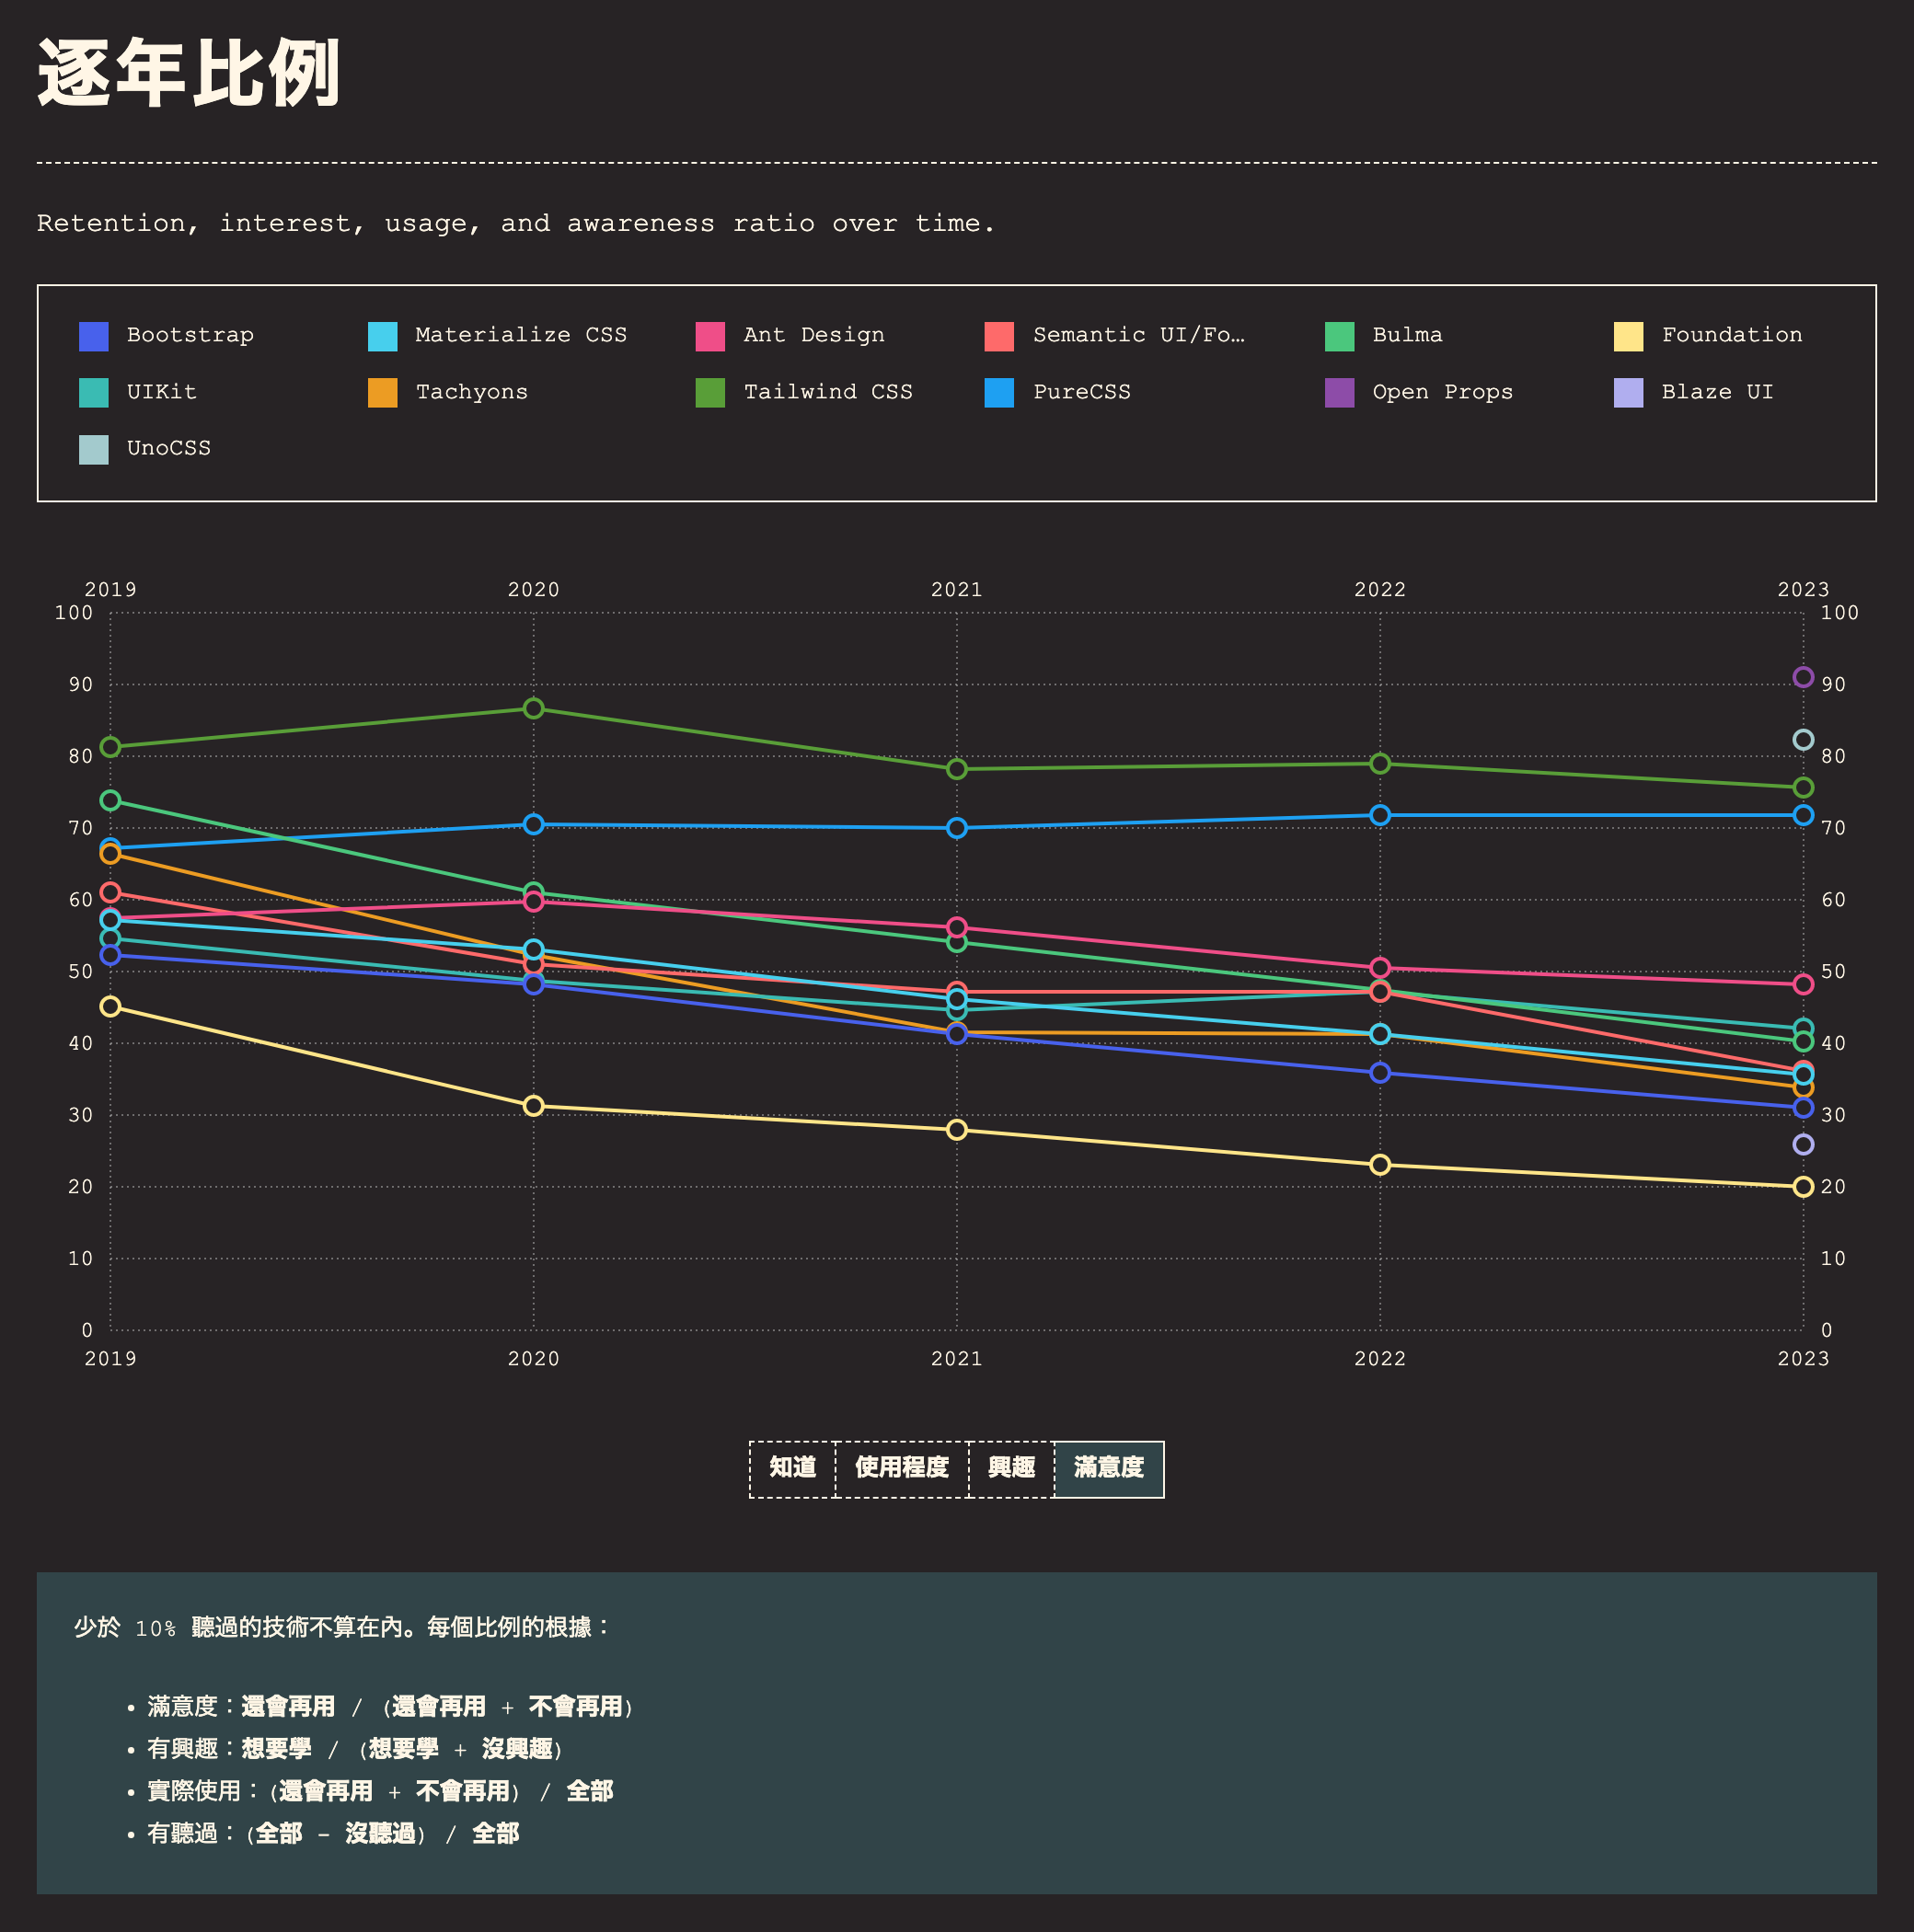 逐年比例
Retention, interest, usage, and awareness ratio over time.
Bootstrap Materialize CSS Ant Design Semantic UI/Fo… Bulma Foundation
UIKit Tachyons Tailwind CSS PureCSS Open Props Blaze UI
UnoCSS
2019 2020 2021 2022 2023
100 100
90 90
80 80
70 70
60 60
50 50
40 40
30 30
20 20
10 10
0 0
2019 2020 2021 2022 2023
知道 使用程度 興趣 滿意度
少於 10% 聽過的技術不算在內。每個比例的根據：
• 滿意度：還會再用 / (還會再用 + 不會再用)
• 有興趣：想要學 / (想要學 + 沒興趣)
• 實際使用：(還會再用 + 不會再用) / 全部
• 有聽過：(全部 - 沒聽過) / 全部